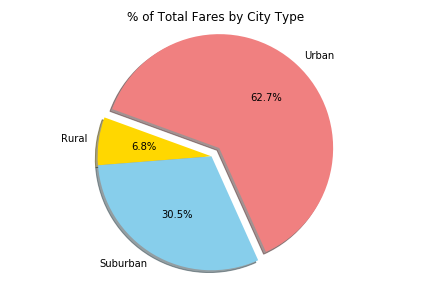 % of Total Fares by City Type
Urban
62.7%
Rural
6.8%
30.5%
Suburban